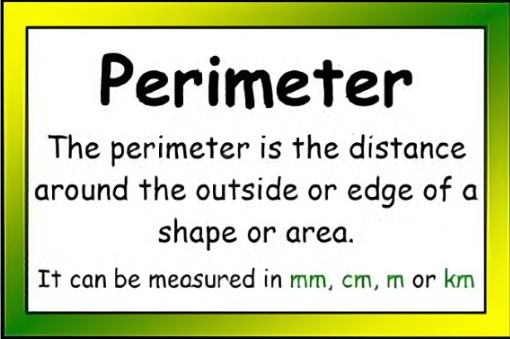 Perimeter
The perimeter is the distance
around the outside or edge of a
shape or area.
It can be measured in mm, cm, m or km